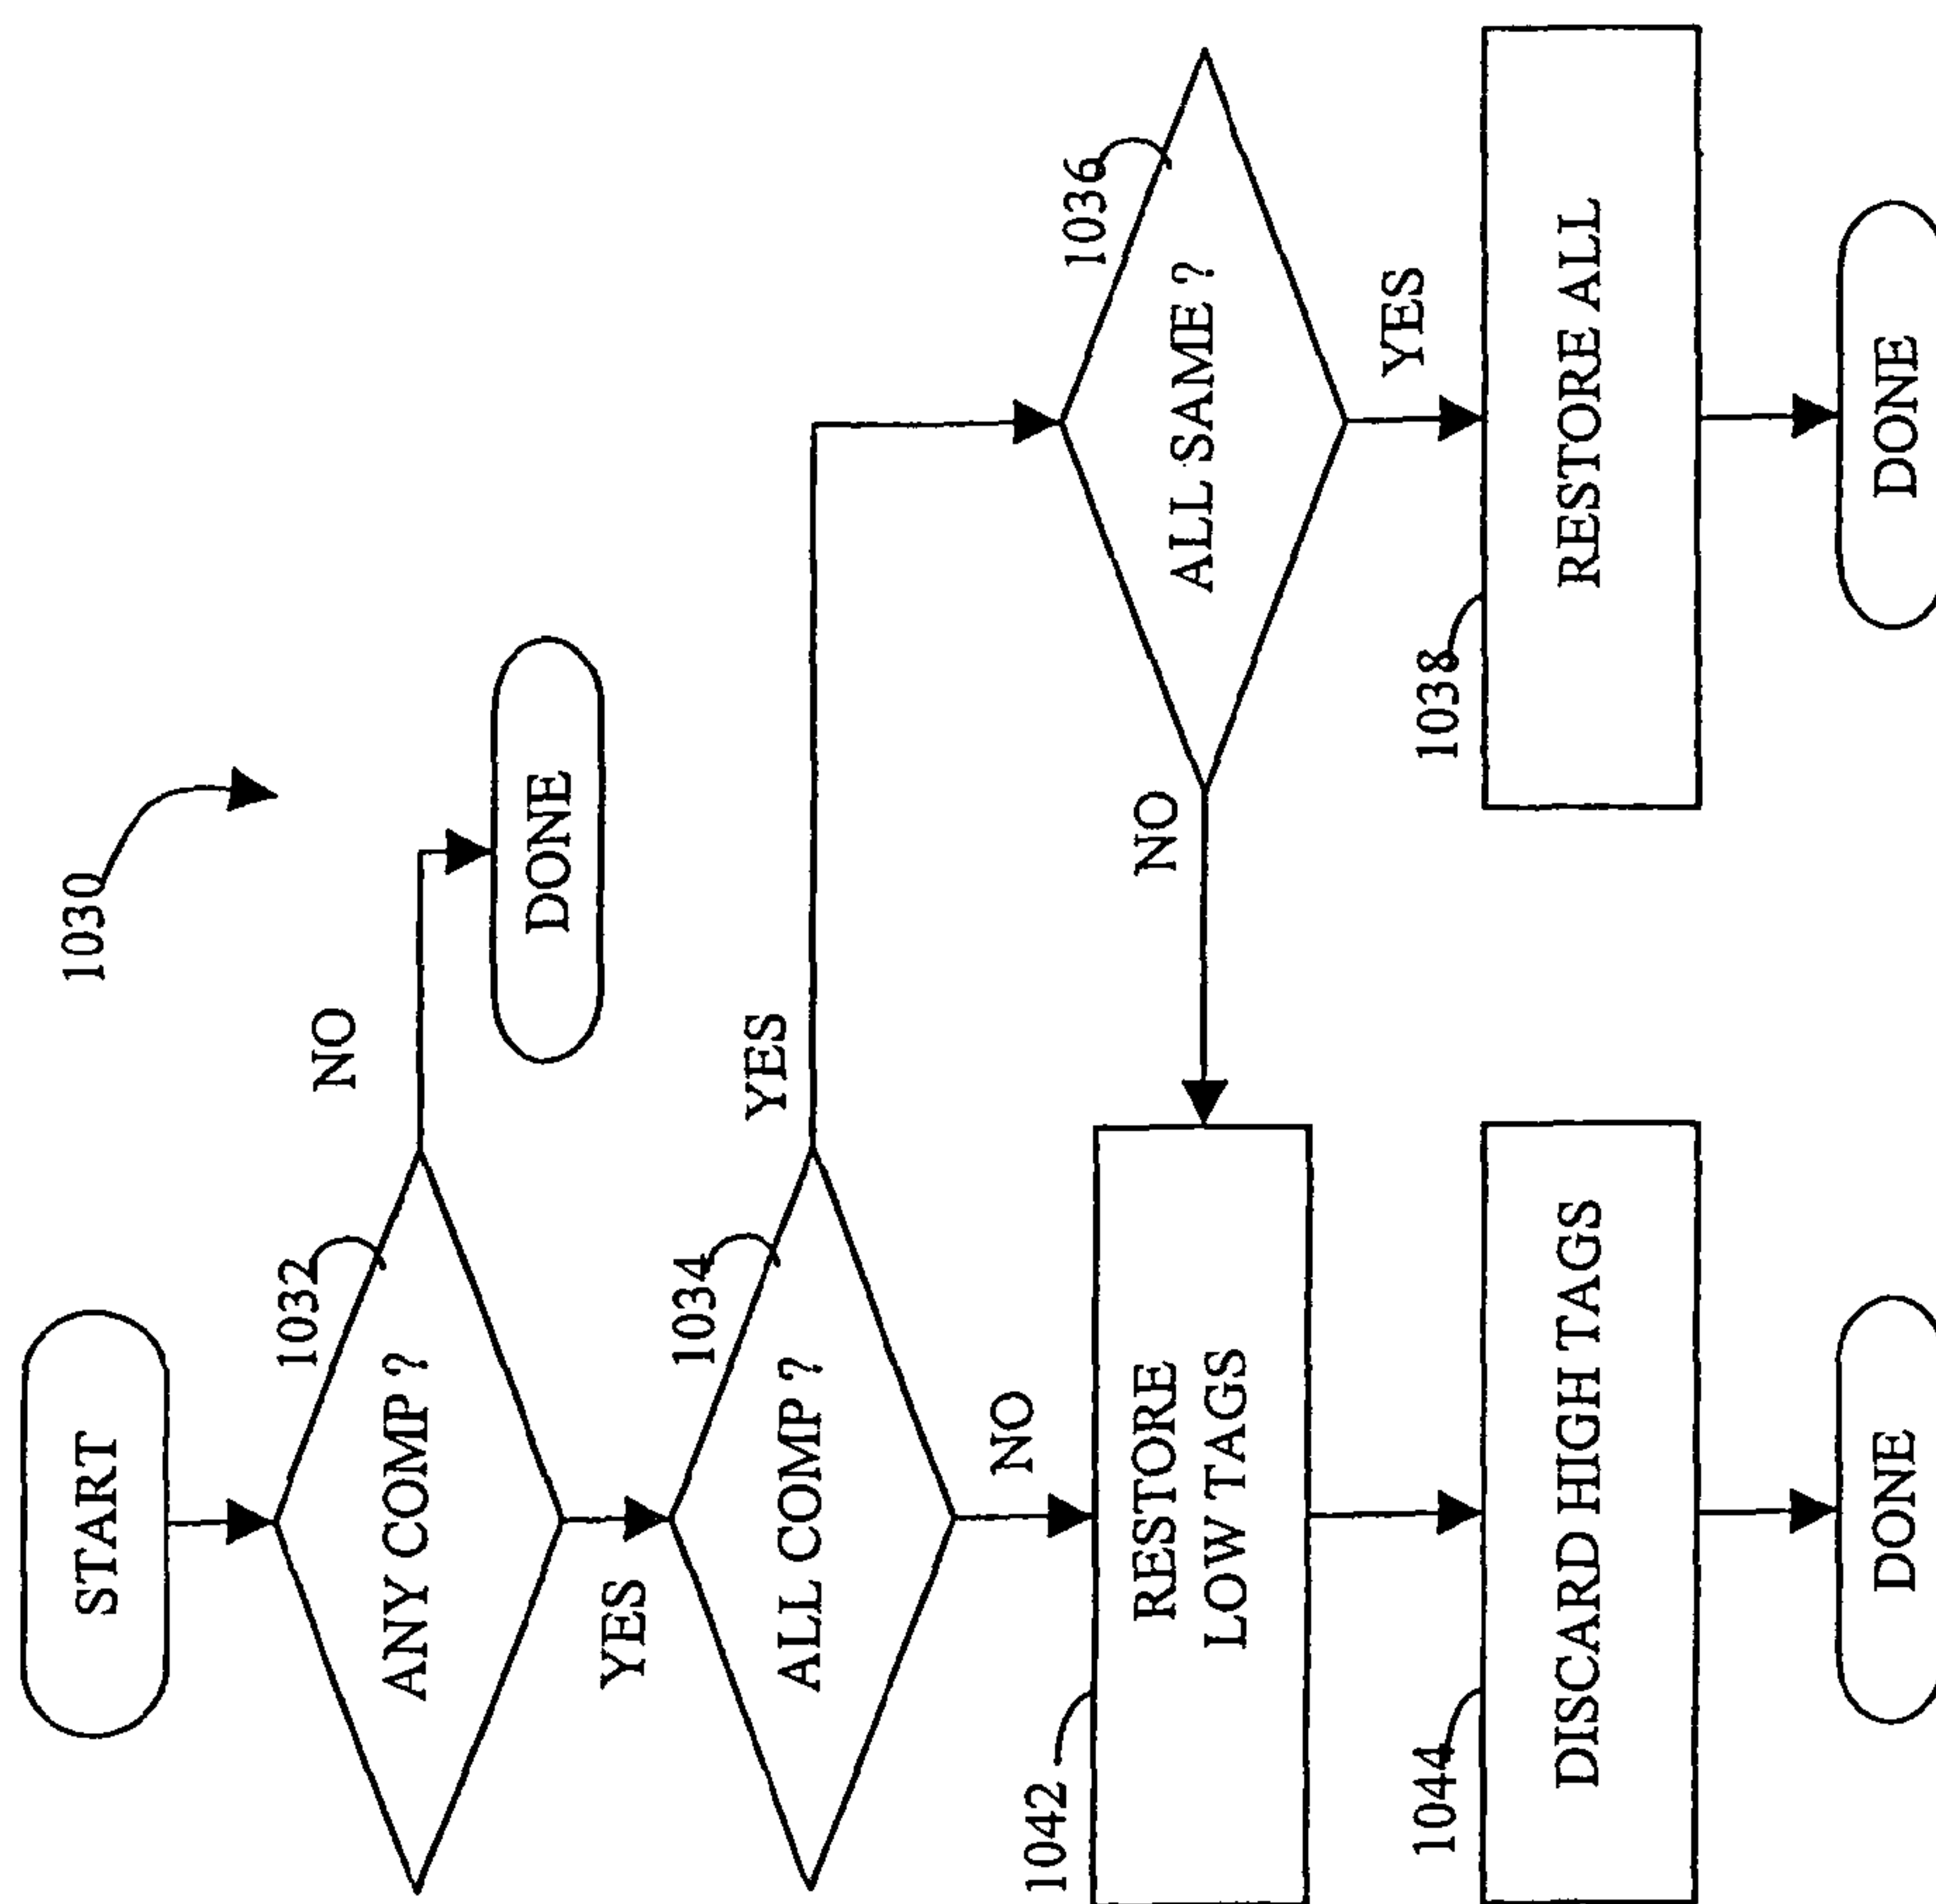 1030
START
1032
ANY COMP ?
NO
DONE
YES
1034
ALL COMP ?
YES
NO
1036
ALL SAME ?
NO
YES
1042
RESTORE
LOW TAGS
1038
RESTORE ALL
1044
DISCARD HIGH TAGS
DONE
DONE